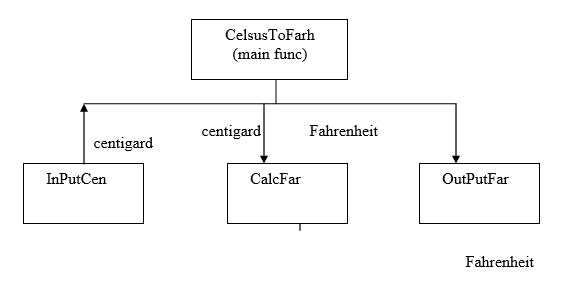 CelsusToFarh
(main func)
centigard
centigard
Fahrenheit
InPutCen
CalcFar
OutPutFar
Fahrenheit